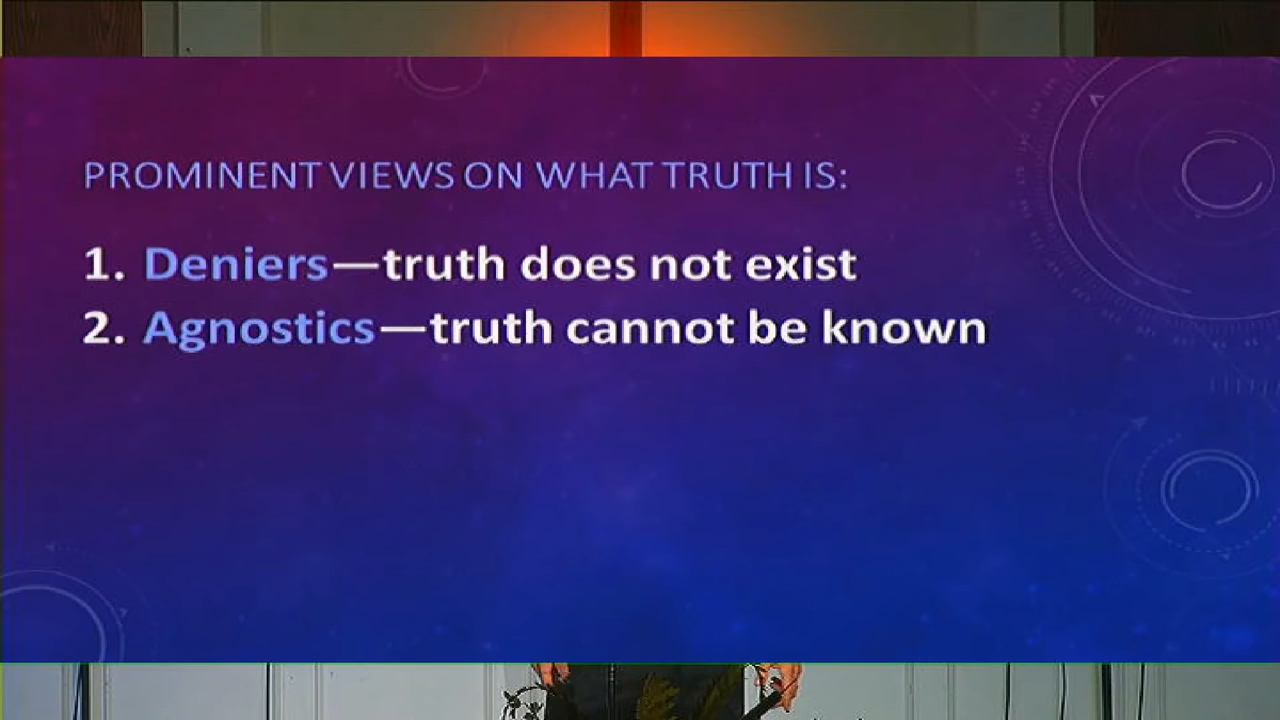 PROMINENT VIEWS ON WHAT TRUTH IS:
1. Deniers—truth does not exist
2. Agnostics—truth cannot be known